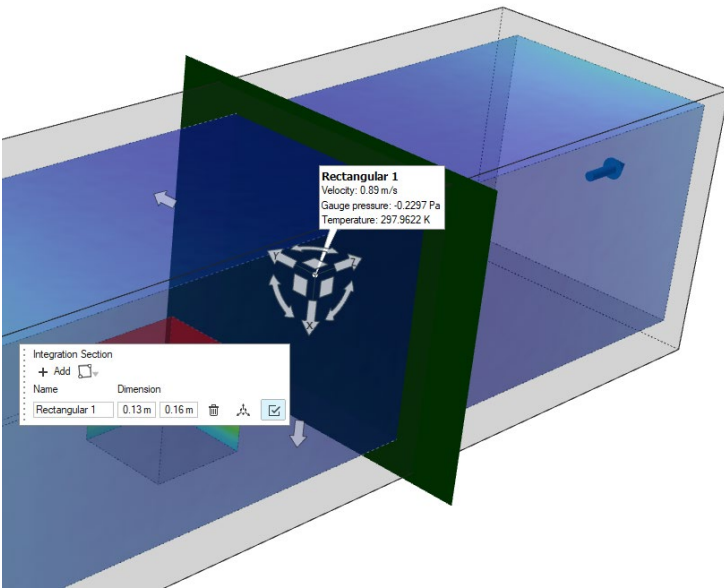 Rectangular 1
Velocity: 0.89 m/s
Gauge pressure: -0.2297 Pa
Temperature: 297.9622 K
Y
Z
X
Integration Section
+ Add
Name Dimension
Rectangular 1 0.13 m 0.16 m